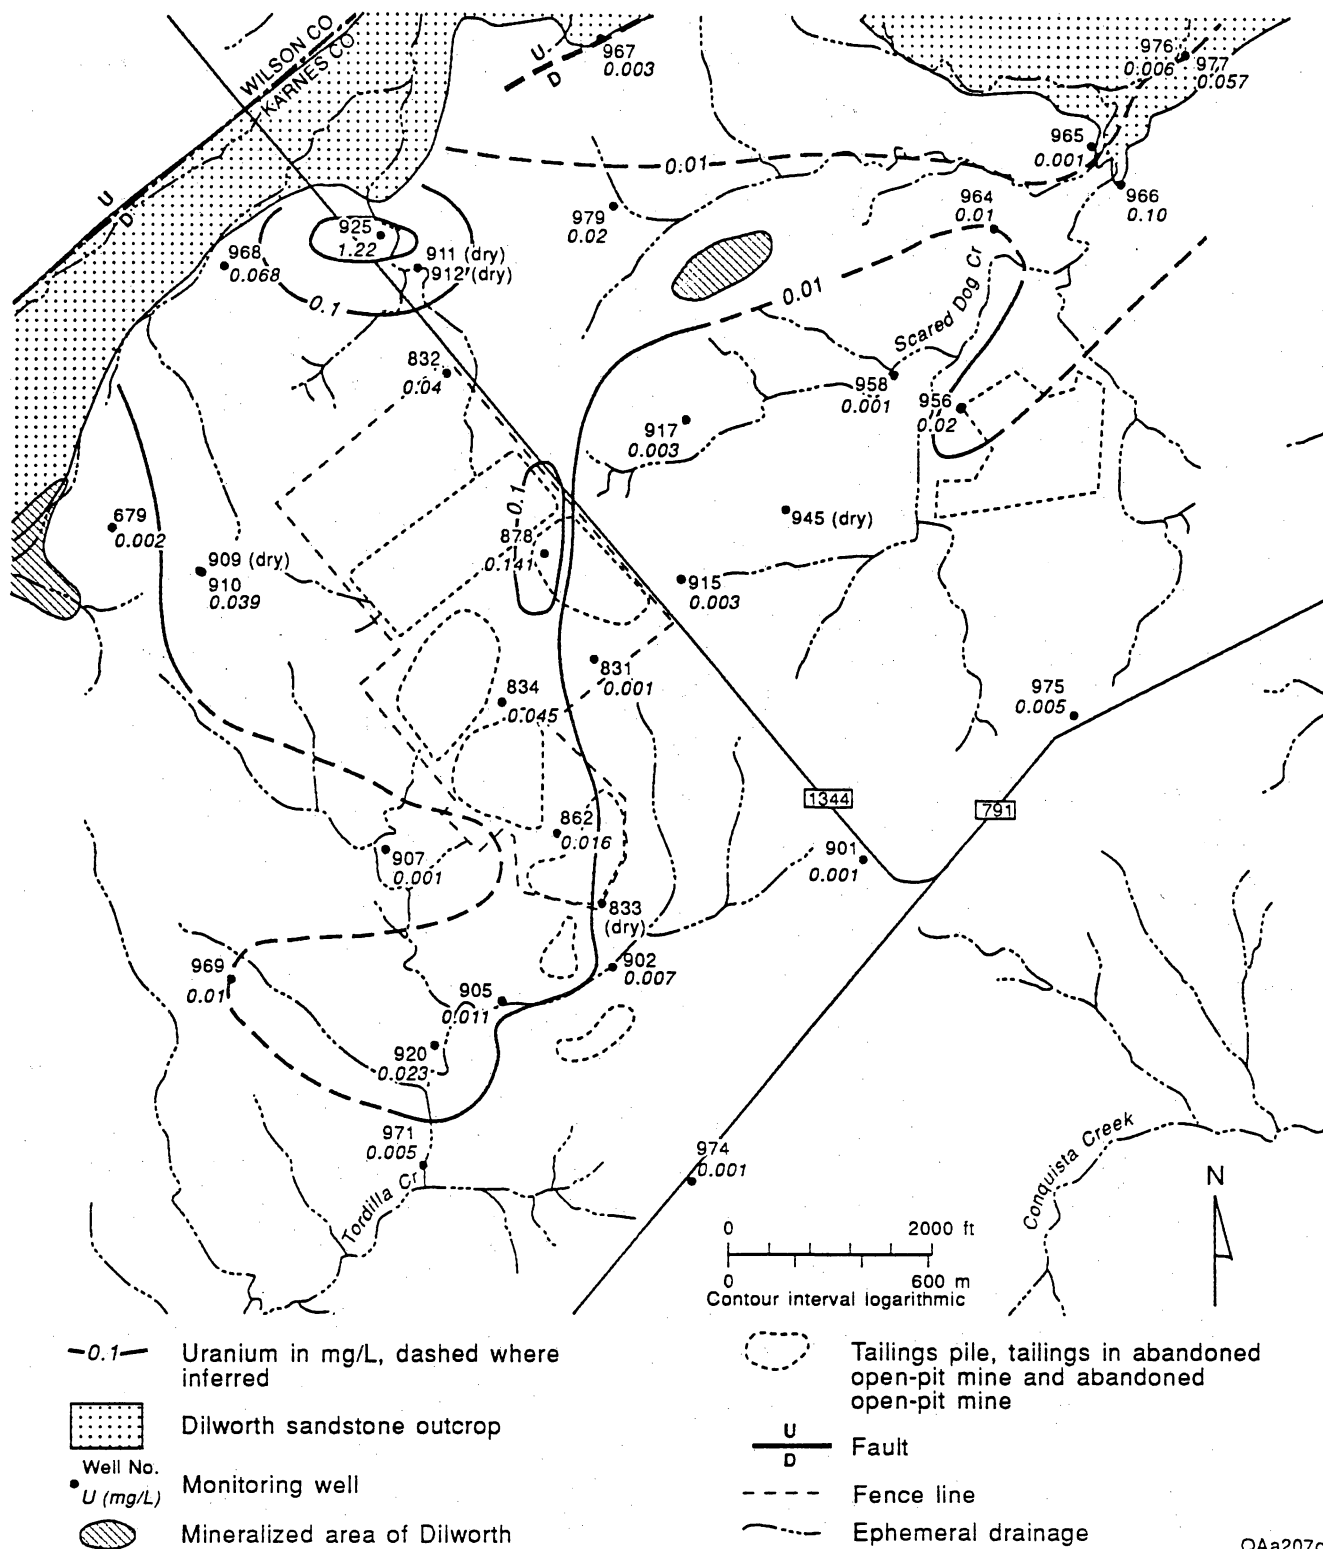 WILSON CO
KARNES CO
U
D
967
0.003
976
0.006
977
0.057
965
0.001
966
0.10
0.01
964
0.01
979
0.02
925
1.22
911 (dry)
912 (dry)
968
0.068
0.1
U
D
0.01
Scared Dog Cr
832
0.04
958
0.001
956
0.02
917
0.003
0.1
679
0.002
945 (dry)
878
0.141
909 (dry)
910
0.039
915
0.003
831
0.001
834
0.045
975
0.005
1344
791
862
0.016
907
0.001
901
0.001
833
(dry)
969
0.01
902
0.007
905
0.011
920
0.023
971
0.005
974
0.001
Tordilla Cr
Conquista Creek
N
0 2000 ft
0 600 m
Contour interval logarithmic
0.1
Uranium in mg/L, dashed where
inferred
Dilworth sandstone outcrop
Well No.
U (mg/L)
Monitoring well
Mineralized area of Dilworth
Tailings pile, tailings in abandoned
open-pit mine and abandoned
open-pit mine
U
D
Fault
Fence line
Ephemeral drainage